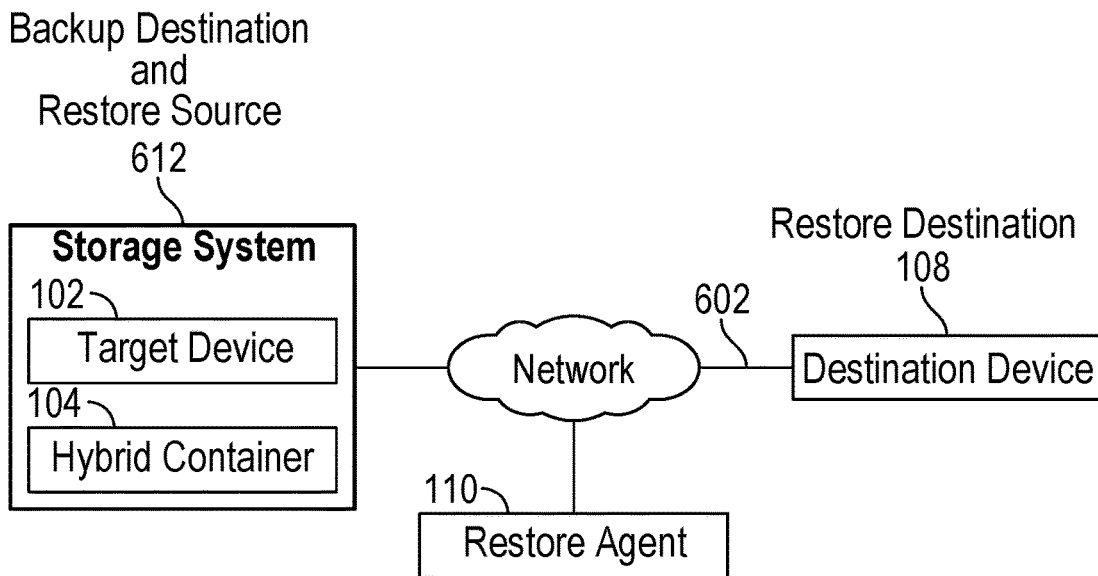 Backup Destination
and
Restore Source
612
Storage System
102
Target Device
104
Hybrid Container
Network
602
Restore Destination
108
Destination Device
110
Restore Agent